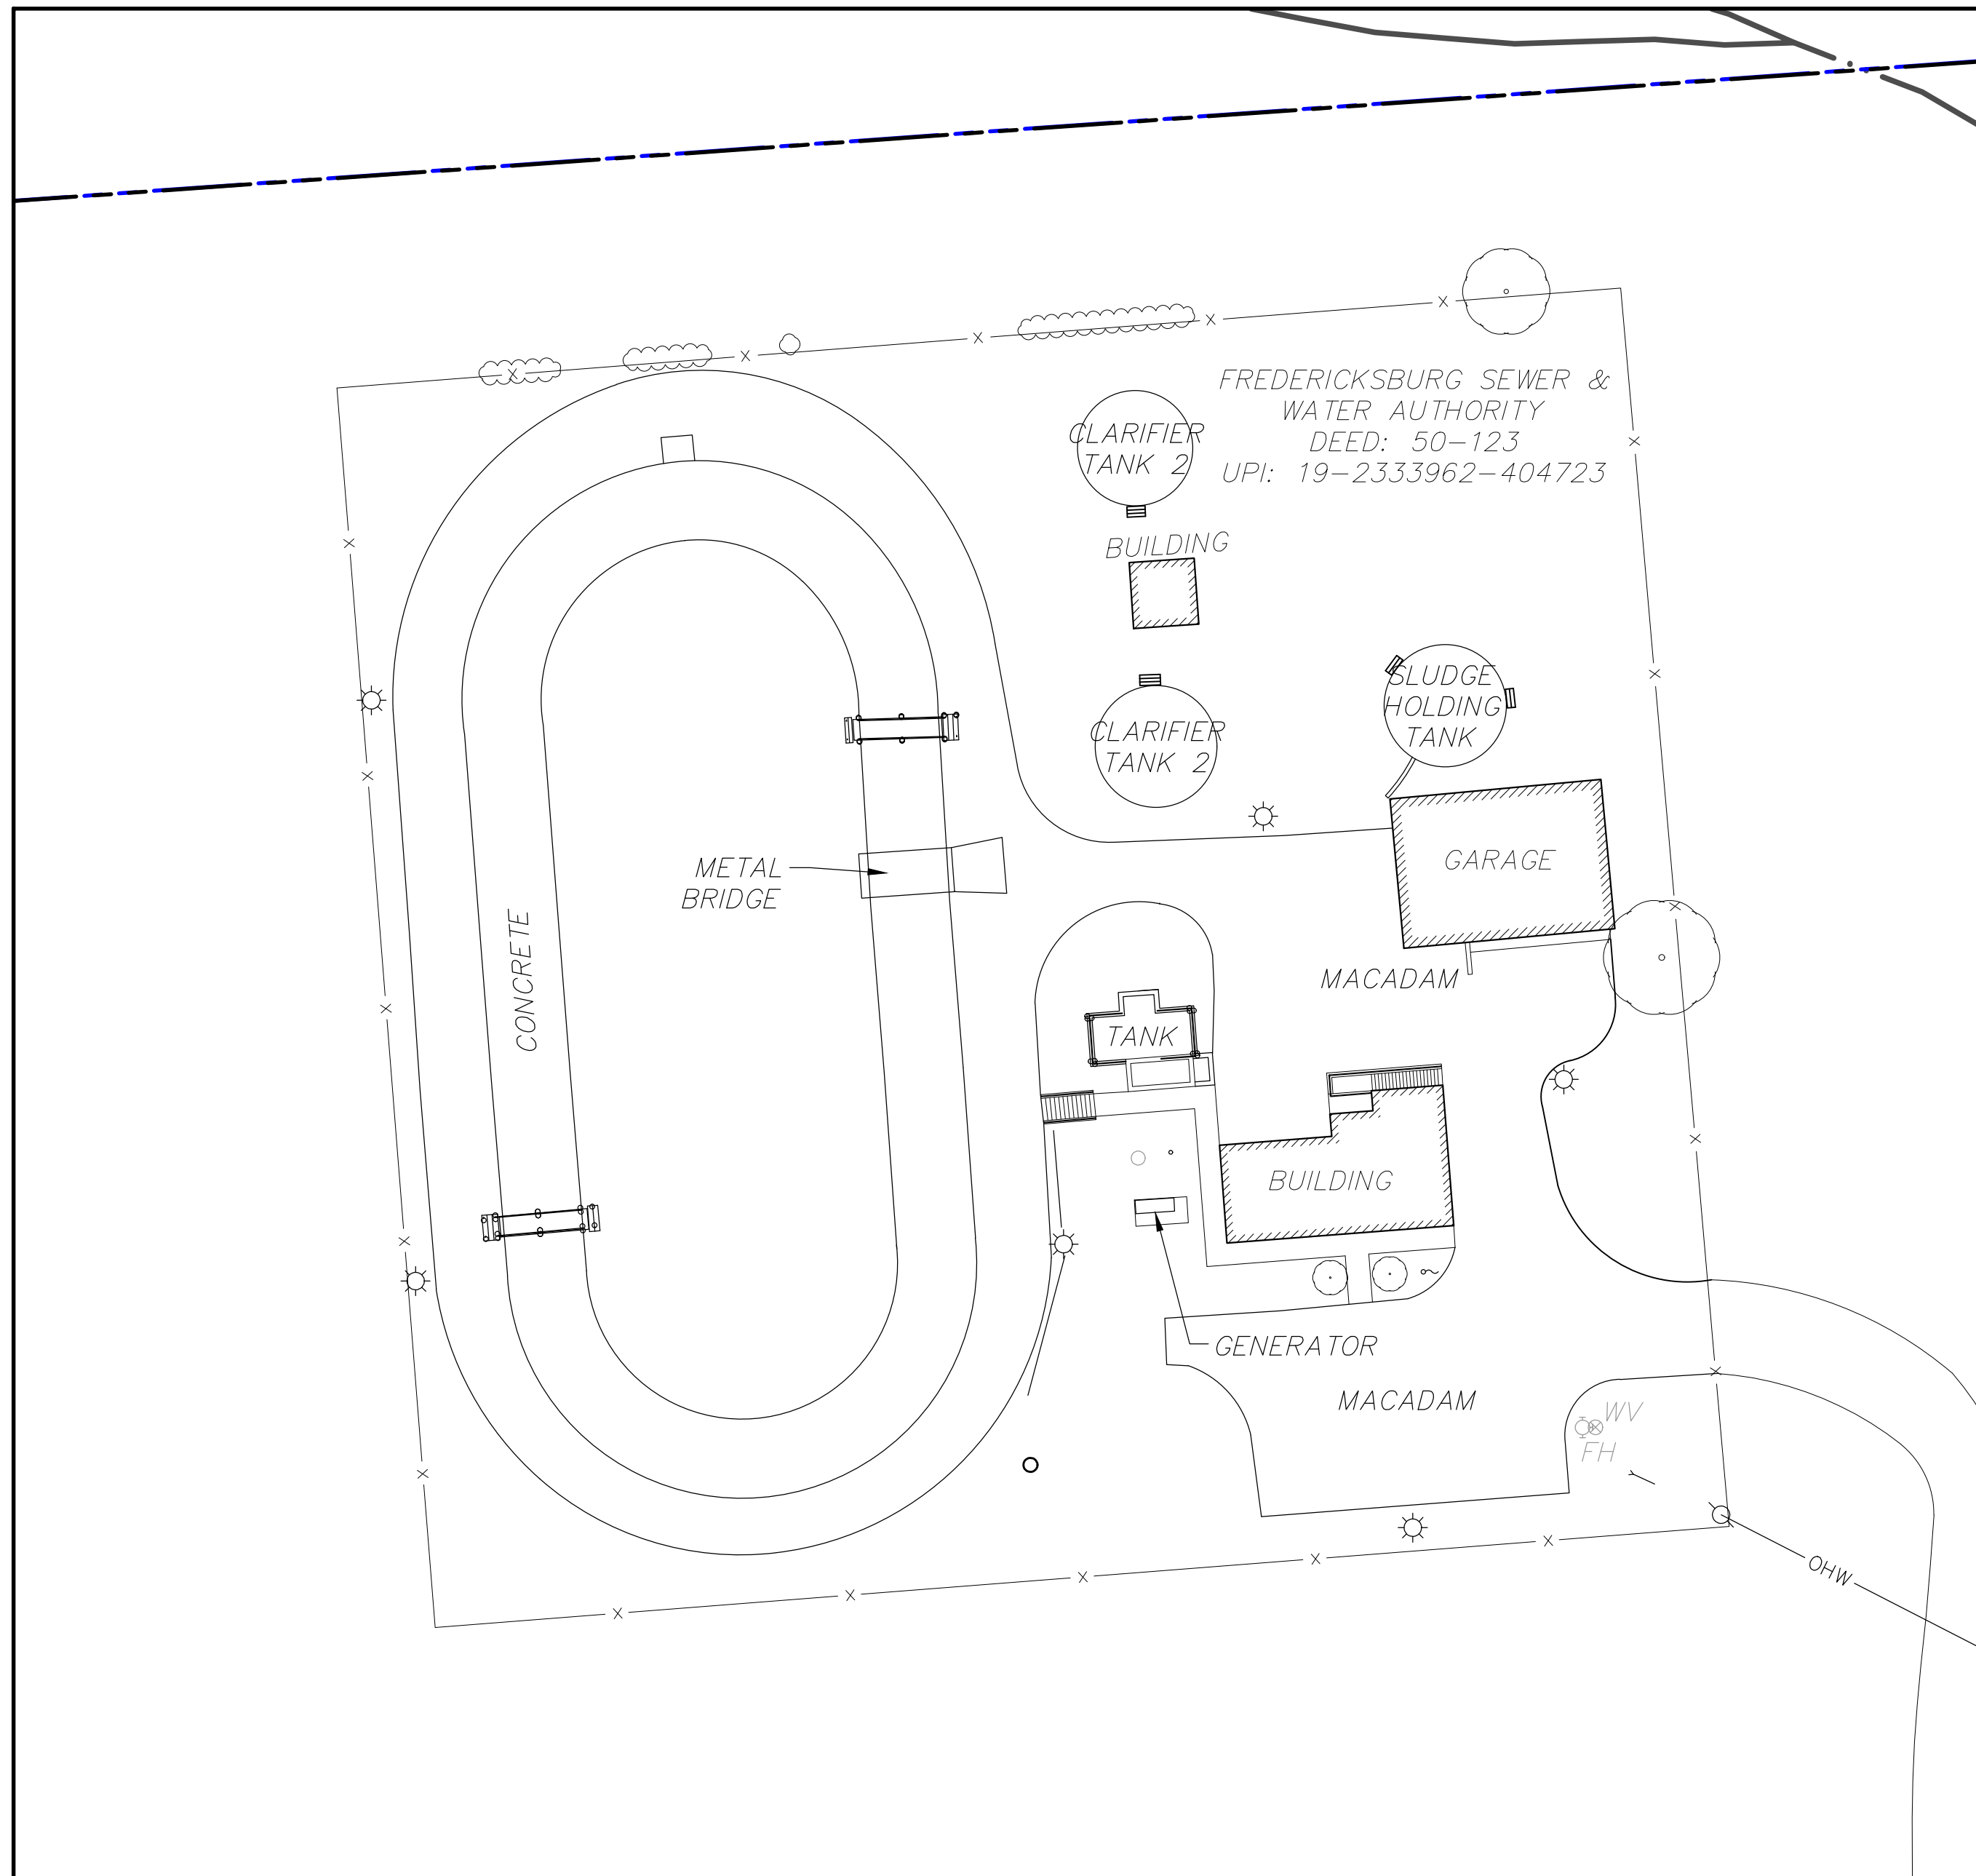 FREDERICKSBURG SEWER &
WATER AUTHORITY
DEED: 50-123
UPI: 19-2333962-404723
CLARIFIER
TANK 2
BUILDING
SLUDGE
HOLDING
TANK
CLARIFIER
TANK 2
METAL
BRIDGE
GARAGE
CONCRETE
MACADAM
TANK
BUILDING
GENERATOR
MACADAM
WV
FH
OHW